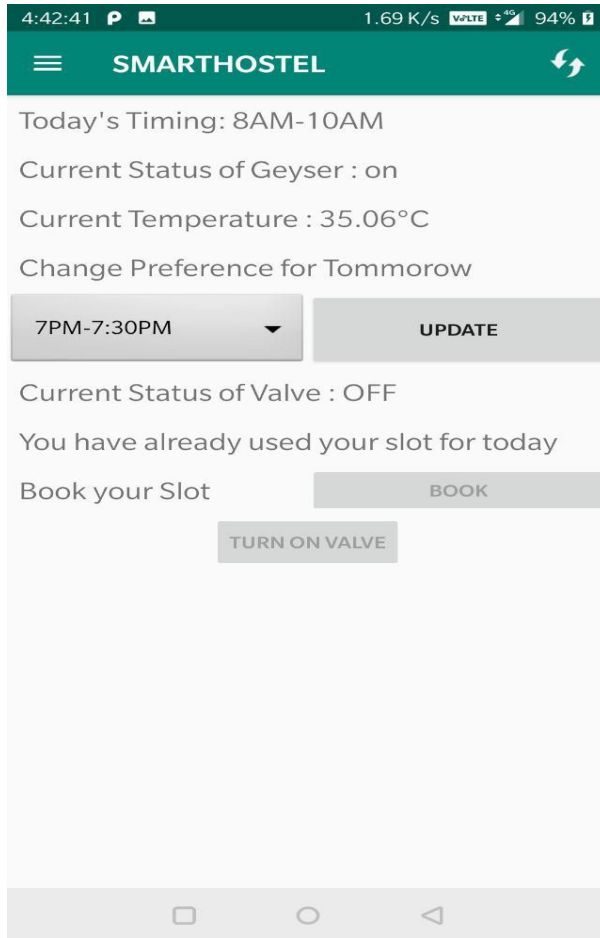 4:42:41 P 1.69 K/s VoLTE 4G 94%
SMARTHOSTEL
Today's Timing: 8AM-10AM
Current Status of Geyser : on
Current Temperature : 35.06°C
Change Preference for Tommorow
7PM-7:30PM UPDATE
Current Status of Valve : OFF
You have already used your slot for today
Book your Slot BOOK
TURN ON VALVE